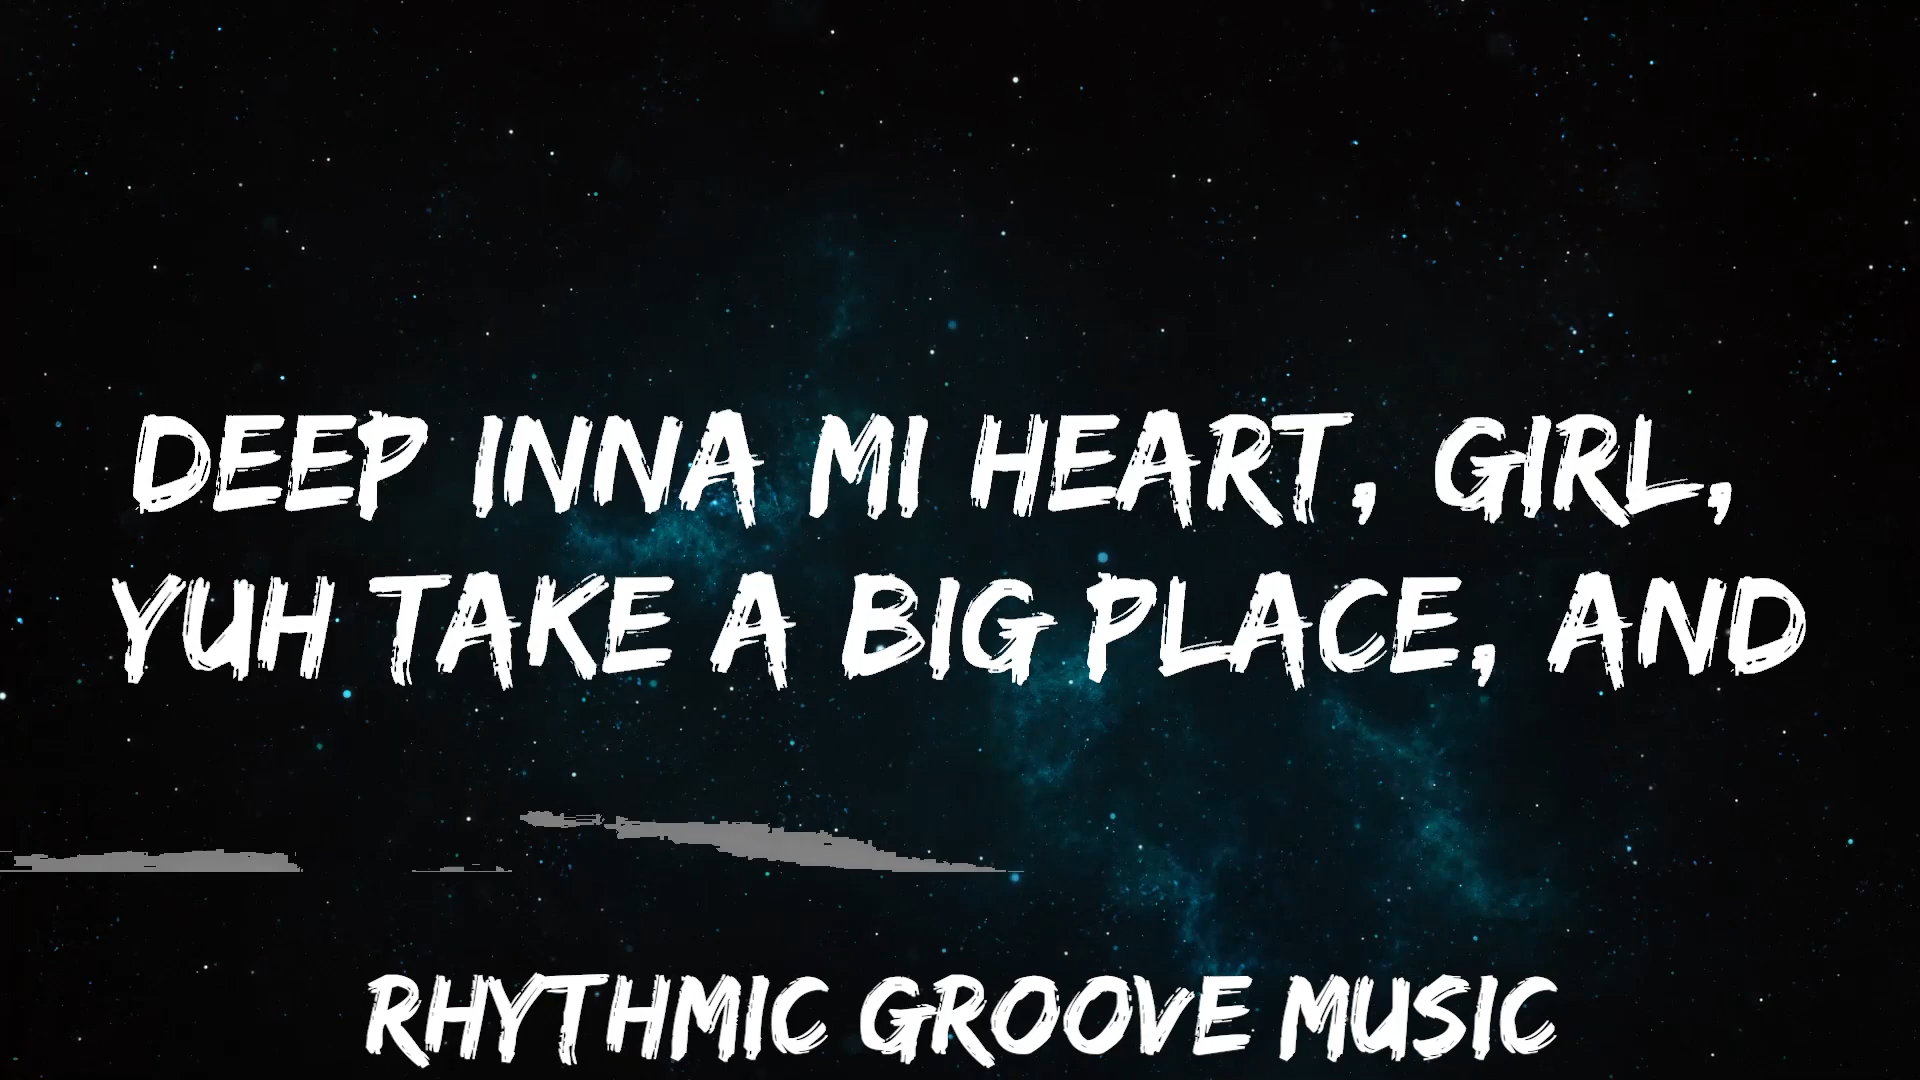 DEEP INNA MI HEART, GIRL,
YUH TAKE A BIG PLACE, AND
RHYTHMIC GROOVE MUSIC